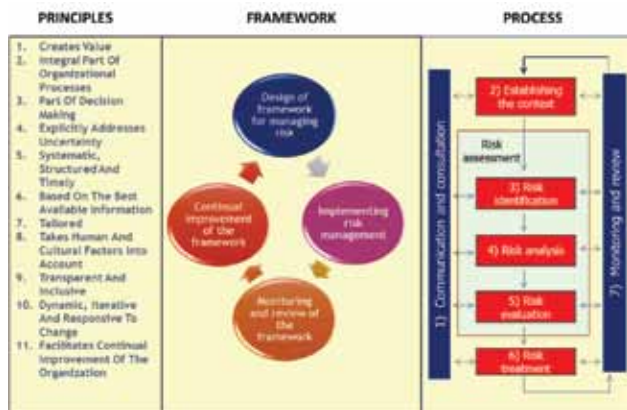 PRINCIPLES
1. Creates Value
2. Integral Part Of
Organizational
Processes
3. Part Of Decision
Making
4. Explicitly Addresses
Uncertainty
5. Systematic,
Structured And
Timely
6. Based On The Best
Available Information
7. Tailored
8. Takes Human And
Cultural Factors Into
Account
9. Transparent And
Inclusive
10. Dynamic, Iterative
And Responsive To
Change
11. Facilitates Continual
Improvement Of The
Organization
FRAMEWORK
Design of
framework
for managing
risk
Implementing
risk
management
Monitoring
and review of
the
framework
Continual
improvement
of the
framework
PROCESS
1) Communication and consultation
2) Establishing
the context
Risk
assessment
3) Risk
identification
4) Risk analysis
5) Risk
evaluation
6) Risk
treatment
7) Monitoring and review